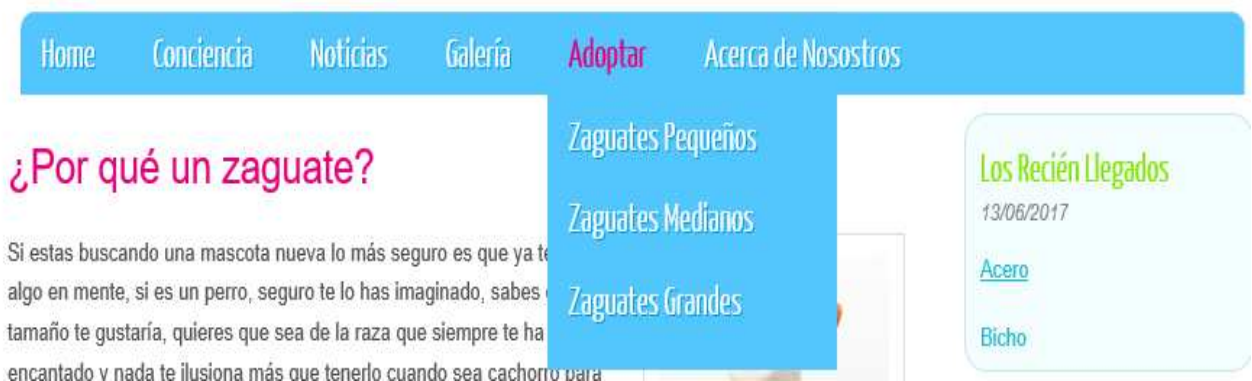 Home Conciencia Noticias Galería Adoptar Acerca de Nosostros
Zaguates Pequeños
Zaguates Medianos
Zaguates Grandes
¿Por qué un zaguate?
Si estas buscando una mascota nueva lo más seguro es que ya
algo en mente, si es un perro, seguro te lo has imaginado, sabes
tamaño te gustaría, quieres que sea de la raza que siempre te ha
encantado y nada te ilusiona más que tenerlo cuando sea cachorro para
Los Recién Llegados
13/06/2017
Acero
Bicho